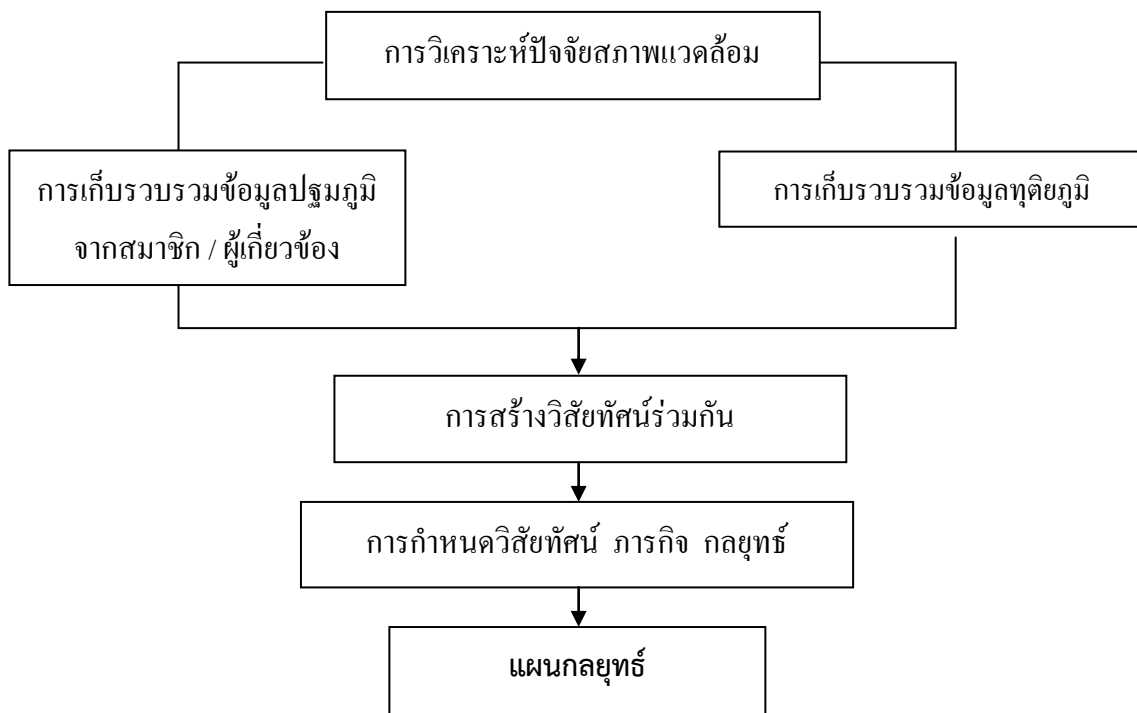 การวิเคราะห์ปัจจัยสภาพแวดล้อม
การเก็บรวบรวมข้อมูลปฐมภูมิ
จากสมาชิก / ผู้เกี่ยวข้อง
การเก็บรวบรวมข้อมูลทุติยภูมิ
การสร้างวิสัยทัศน์ร่วมกัน
การกำหนดวิสัยทัศน์ ภารกิจ กลยุทธ์
แผนกลยุทธ์